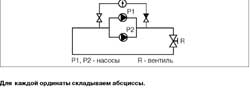 P1
P2
R
P1, P2 - насосы R - вентиль
Для каждой ординаты складываем абсциссы.